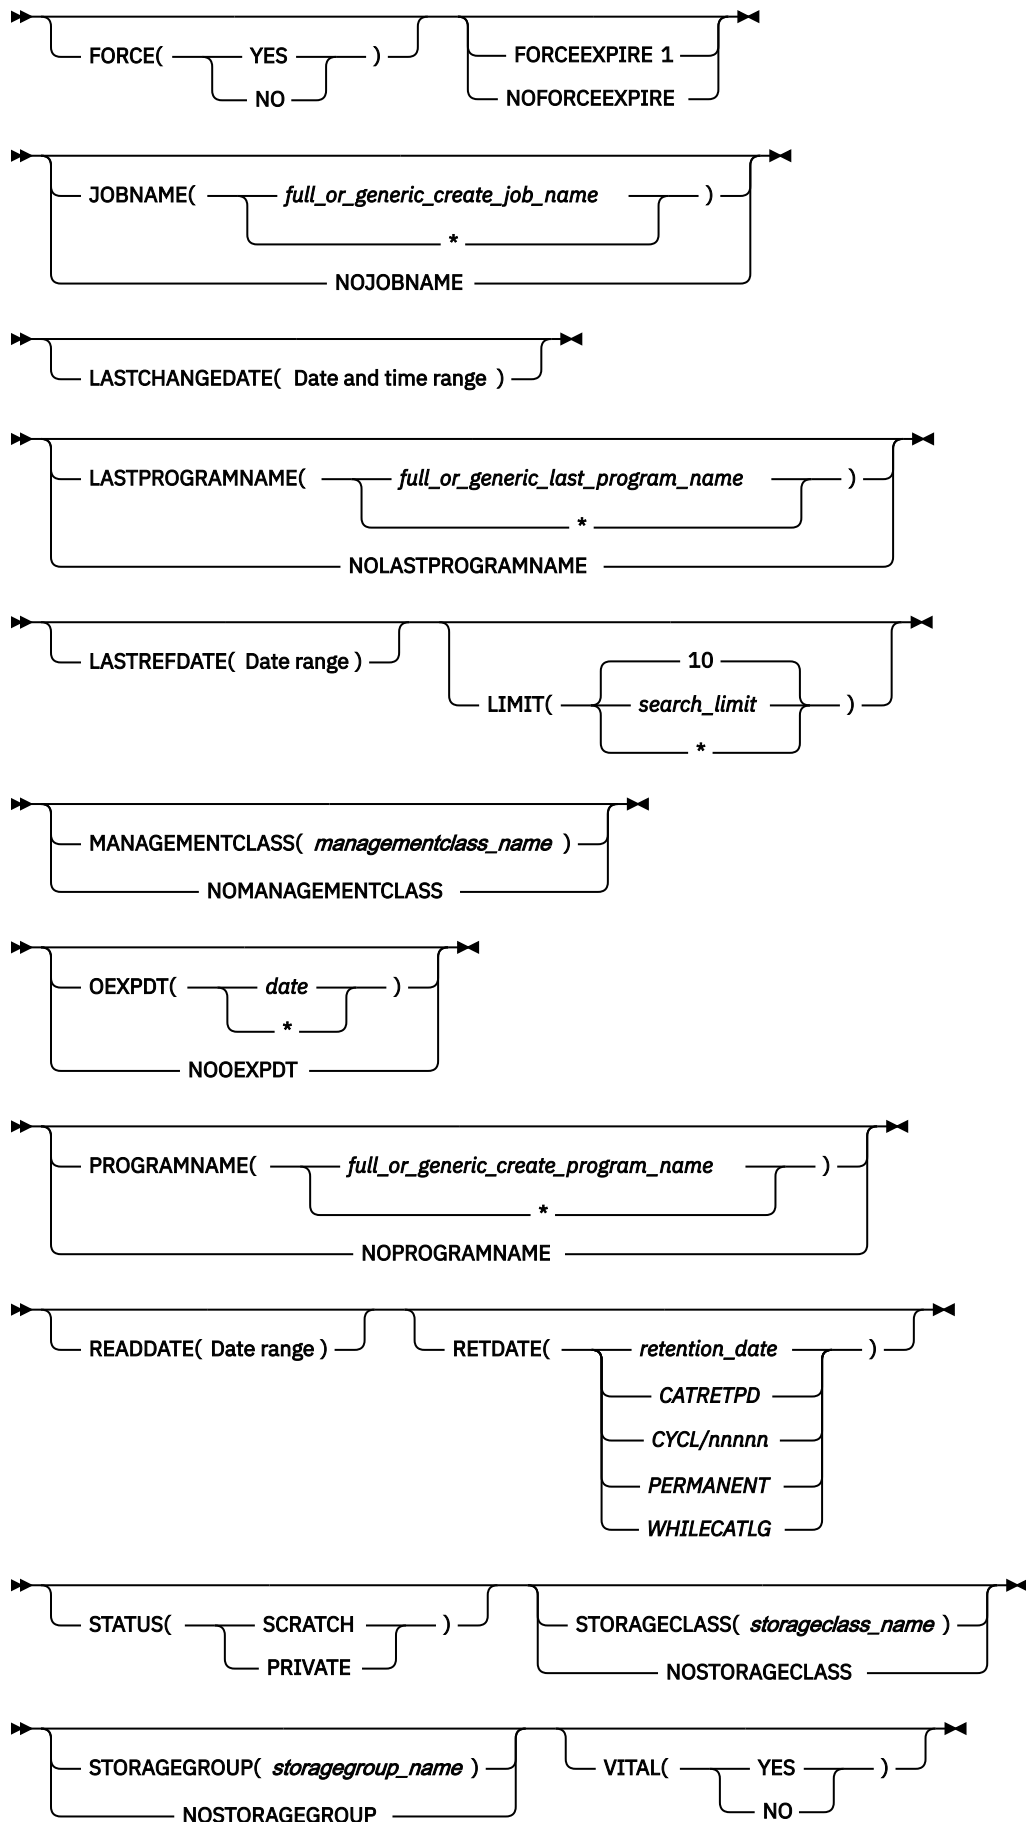 FORCE( YES )
NO
FORCEEXPIRE 1
NOFORCEEXPIRE
JOBNAME( full_or_generic_create_job_name )
*
NOJOBNAME
LASTCHANGEDATE( Date and time range )
LASTPROGRAMNAME( full_or_generic_last_program_name )
*
NOLASTPROGRAMNAME
LASTREFDATE( Date range )
10
LIMIT( search_limit )
*
MANAGEMENTCLASS( managementclass_name )
NOMANAGEMENTCLASS
OEXPDT( date )
*
NOOEXPDT
PROGRAMNAME( full_or_generic_create_program_name )
*
NOPROGRAMNAME
READDATE( Date range )
RETDATE( retention_date )
CATRETPD
CYCL/nnnnn
PERMANENT
WHILECATLG
STATUS( SCRATCH )
PRIVATE
STORAGECLASS( storageclass_name )
NOSTORAGECLASS
STORAGEGROUP( storagegroup_name )
NOSTORAGEGROUP
VITAL( YES )
NO